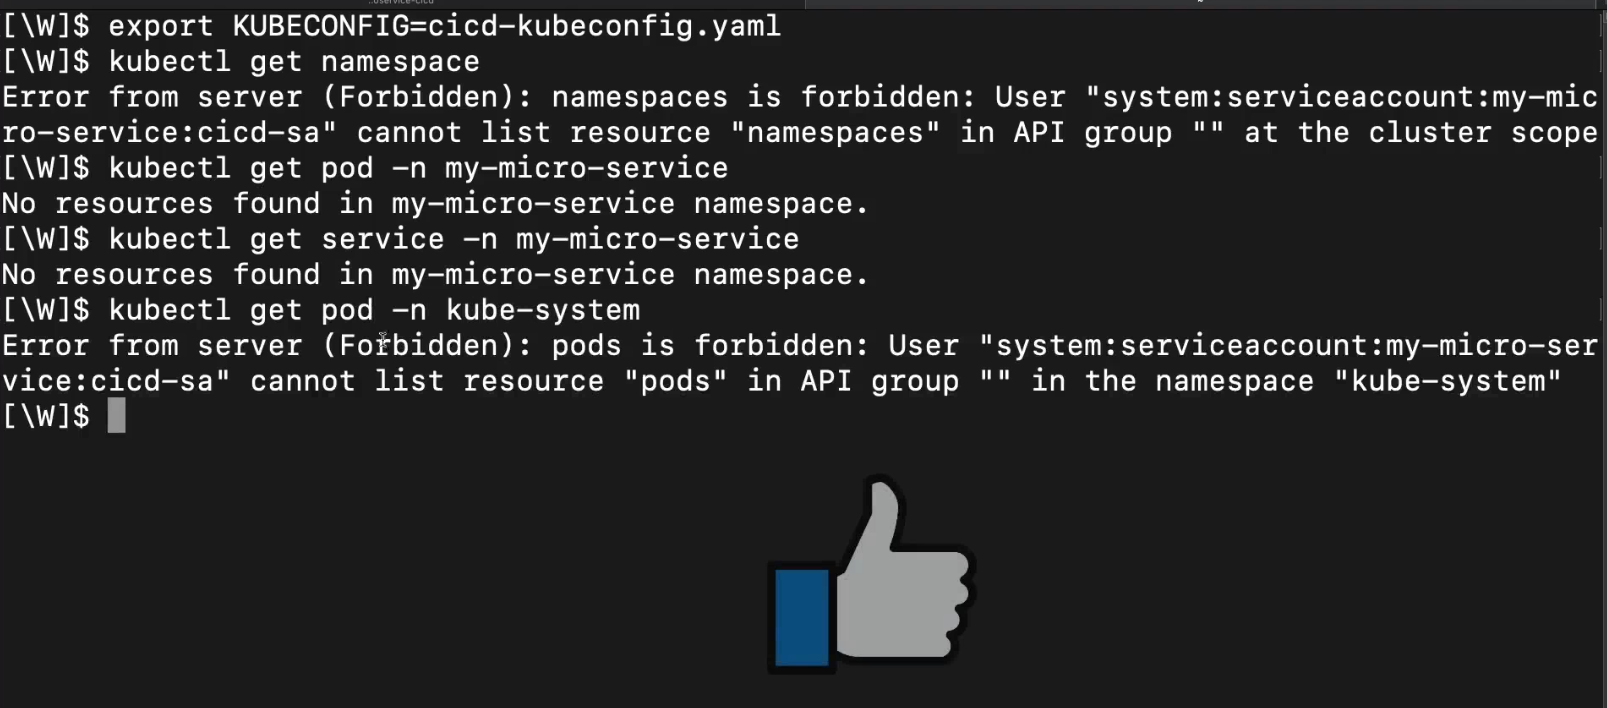 [\W]$ export KUBECONFIG=cicd-kubeconfig.yaml
[\W]$ kubectl get namespace
Error from server (Forbidden): namespaces is forbidden: User "system:serviceaccount:my-mic
ro-service:cicd-sa" cannot list resource "namespaces" in API group "" at the cluster scope
[\W]$ kubectl get pod -n my-micro-service
No resources found in my-micro-service namespace.
[\W]$ kubectl get service -n my-micro-service
No resources found in my-micro-service namespace.
[\W]$ kubectl get pod -n kube-system
Error from server (Forbidden): pods is forbidden: User "system:serviceaccount:my-micro-ser
vice:cicd-sa" cannot list resource "pods" in API group "" in the namespace "kube-system"
[\W]$